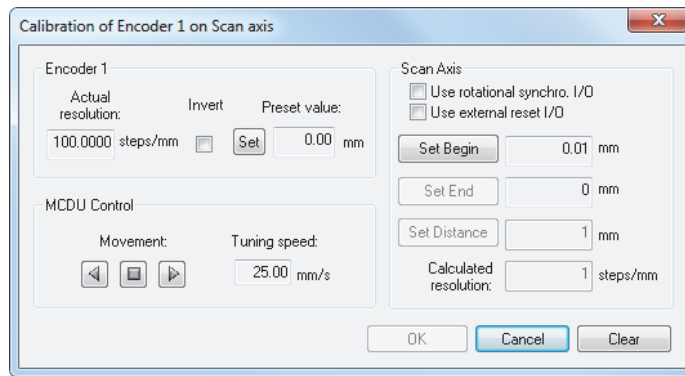 Calibration of Encoder 1 on Scan axis
Encoder 1
Actual
resolution:
Invert
Preset value:
100.0000 steps/mm
Set
0.00 mm
MCDU Control
Movement:
Tuning speed:
25.00 mm/s
Scan Axis
Use rotational synchro. I/O
Use external reset I/O
Set Begin 0.01 mm
Set End 0 mm
Set Distance 1 mm
Calculated
resolution:
1 steps/mm
OK Cancel Clear